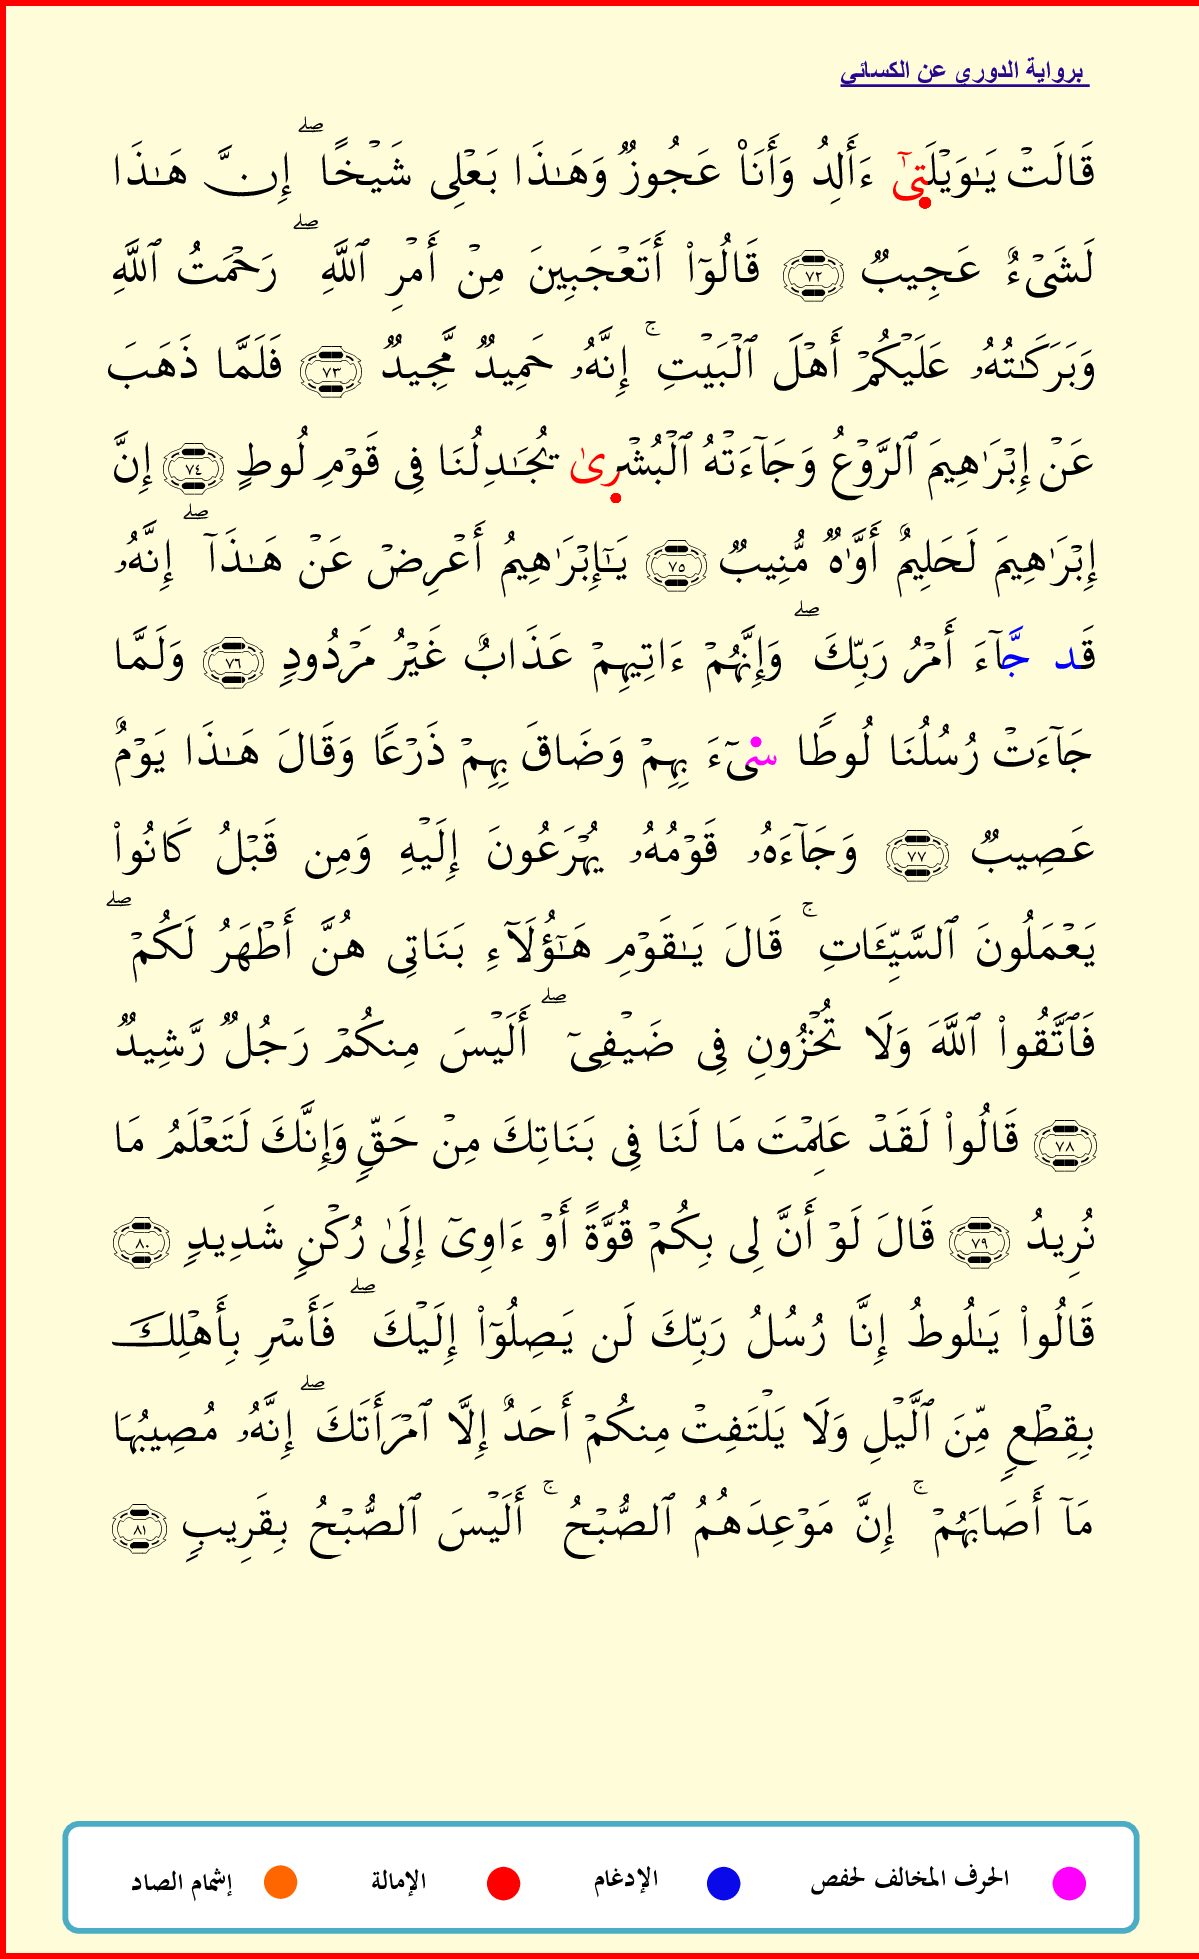 برواية الدوري عن الكسائي
قَالَتْ يَـٰوَيْلَتِىٰٓ ءَأَلِدُ وَأَنَا۠ عَجُوزٌ وَهَـٰذَا بَعْلِى شَيْخًا ۖ إِنَّ هَـٰذَا
لَشَىْءٌ عَجِيبٌ ٧٢ قَالُوٓا۟ أَتَعْجَبِينَ مِنْ أَمْرِ ٱللَّهِ ۖ رَحْمَتُ ٱللَّهِ
وَبَرَكَـٰتُهُۥ عَلَيْكُمْ أَهْلَ ٱلْبَيْتِ ۚ إِنَّهُۥ حَمِيدٌ مَّجِيدٌ ٧٣ فَلَمَّا ذَهَبَ
عَنْ إِبْرَٰهِيمَ ٱلرَّوْعُ وَجَآءَتْهُ ٱلْبُشْرِىٰ يُجَـٰدِلُنَا فِى قَوْمِ لُوطٍ ٧٤ إِنَّ
إِبْرَٰهِيمَ لَحَلِيمٌ أَوَّٰهٌ مُّنِيبٌ ٧٥ يَـٰٓإِبْرَٰهِيمُ أَعْرِضْ عَنْ هَـٰذَآ ۖ إِنَّهُۥ
قَد جَّآءَ أَمْرُ رَبِّكَ ۖ وَإِنَّهُمْ ءَاتِيهِمْ عَذَابٌ غَيْرُ مَرْدُودٍ ٧٦ وَلَمَّا
جَآءَتْ رُسُلُنَا لُوطًا سىٓءَ بِهِمْ وَضَاقَ بِهِمْ ذَرْعًا وَقَالَ هَـٰذَا يَوْمٌ
عَصِيبٌ ٧٧ وَجَآءَهُۥ قَوْمُهُۥ يُهْرَعُونَ إِلَيْهِ وَمِن قَبْلُ كَانُوا۟
يَعْمَلُونَ ٱلسَّيِّـَٔاتِ ۚ قَالَ يَـٰقَوْمِ هَـٰٓؤُلَآءِ بَنَاتِى هُنَّ أَطْهَرُ لَكُمْ ۖ
فَٱتَّقُوا۟ ٱللَّهَ وَلَا تُخْزُونِ فِى ضَيْفِىٓ ۖ أَلَيْسَ مِنكُمْ رَجُلٌ رَّشِيدٌ
٧٨ قَالُوا۟ لَقَدْ عَلِمْتَ مَا لَنَا فِى بَنَاتِكَ مِنْ حَقٍّ وَإِنَّكَ لَتَعْلَمُ مَا
نُرِيدُ ٧٩ قَالَ لَوْ أَنَّ لِى بِكُمْ قُوَّةً أَوْ ءَاوِىٓ إِلَىٰ رُكْنٍ شَدِيدٍ ٨٠
قَالُوا۟ يَـٰلُوطُ إِنَّا رُسُلُ رَبِّكَ لَن يَصِلُوٓا۟ إِلَيْكَ ۖ فَأَسْرِ بِأَهْلِكَ
بِقِطْعٍ مِّنَ ٱلَّيْلِ وَلَا يَلْتَفِتْ مِنكُمْ أَحَدٌ إِلَّا ٱمْرَأَتَكَ ۖ إِنَّهُۥ مُصِيبُهَا
مَآ أَصَابَهُمْ ۚ إِنَّ مَوْعِدَهُمُ ٱلصُّبْحُ ۚ أَلَيْسَ ٱلصُّبْحُ بِقَرِيبٍ ٨١
الحرف المخالف لحفص الإدغام الإمالة إشمام الصاد